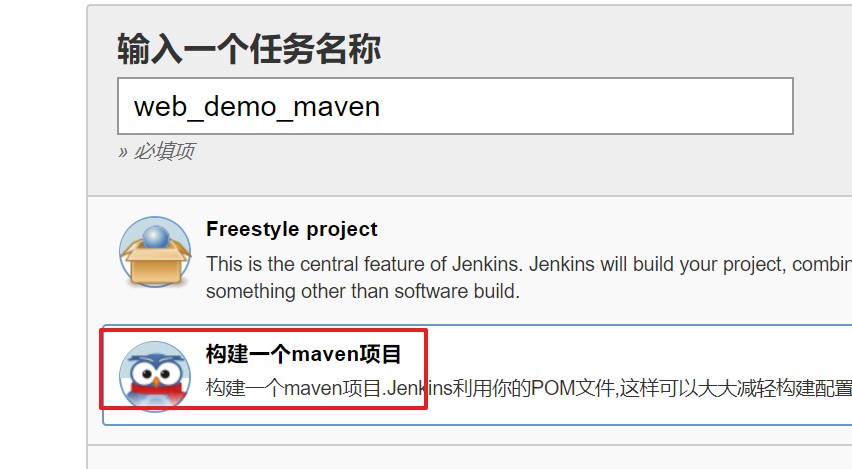 输入一个任务名称
web_demo_maven
» 必填项
Freestyle project
This is the central feature of Jenkins. Jenkins will build your project, combin
something other than software build.
构建一个maven项目
构建一个maven项目.Jenkins利用你的POM文件,这样可以大大减轻构建配置